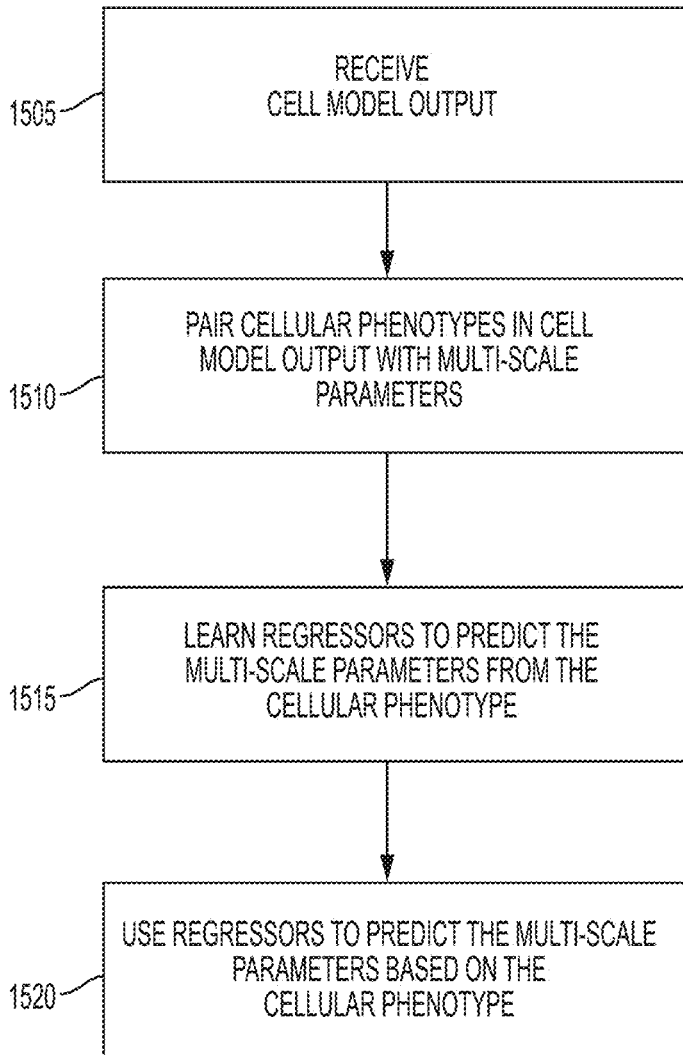 RECEIVE
CELL MODEL OUTPUT
1505
PAIR CELLULAR PHENOTYPES IN CELL
MODEL OUTPUT WITH MULTI-SCALE
PARAMETERS
1510
LEARN REGRESSORS TO PREDICT THE
MULTI-SCALE PARAMETERS FROM THE
CELLULAR PHENOTYPE
1515
USE REGRESSORS TO PREDICT THE MULTI-SCALE
PARAMETERS BASED ON THE
CELLULAR PHENOTYPE
1520